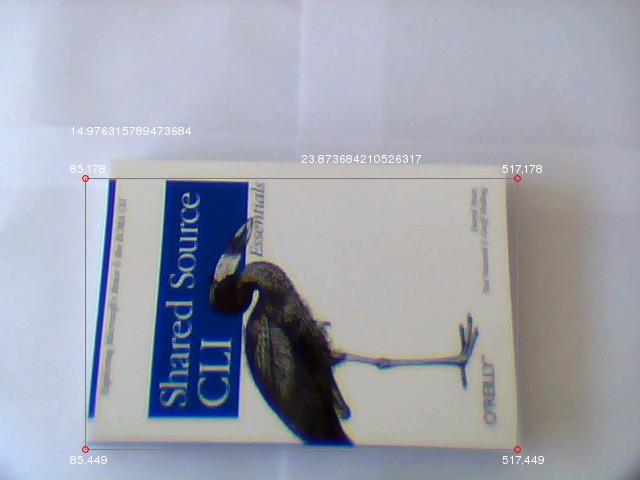 14.976315789473684
23.873684210526317
85,178
517,178
Shared Source
CLI
Essentials
O'REILLY
85,449
517,449